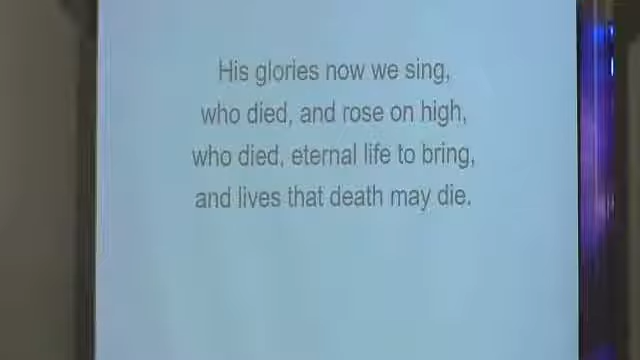 His glories now we sing,
who died, and rose on high,
who died, eternal life to bring,
and lives that death may die.